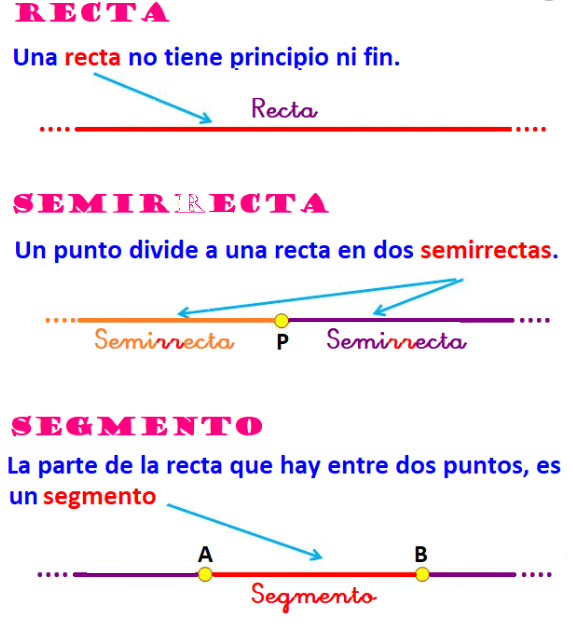 RECTA
Una recta no tiene principio ni fin.
Recta
SEMIRRECTA
Un punto divide a una recta en dos semirrectas.
Semirrecta P Semirrecta
SEGMENTO
La parte de la recta que hay entre dos puntos, es
un segmento
A B
Segmento